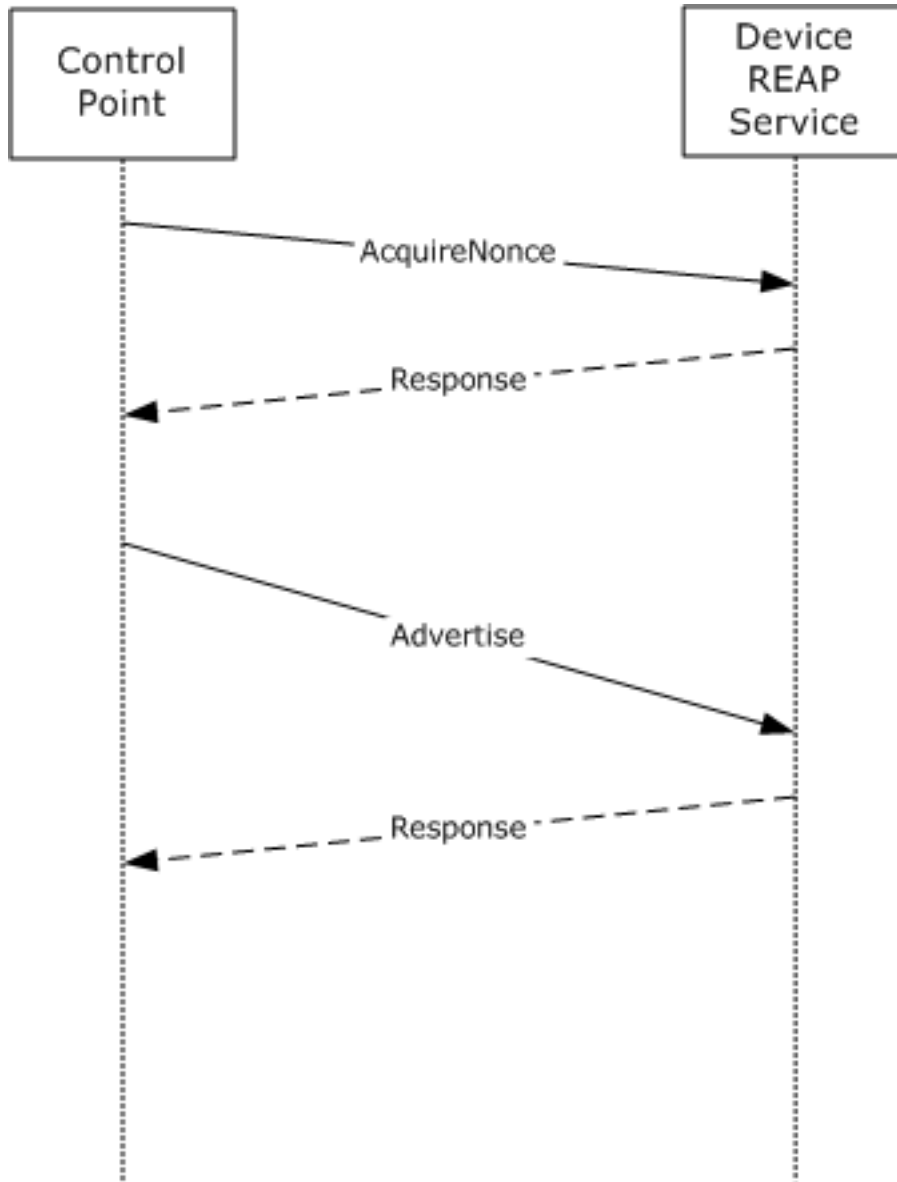 Control
Point
Device
REAP
Service
AcquireNonce
Response
Advertise
Response